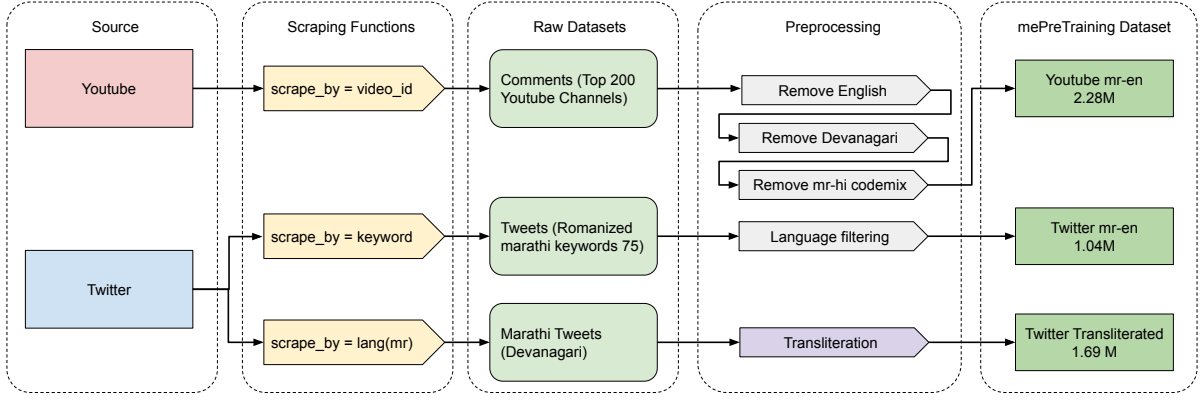 Source
Scraping Functions
Raw Datasets
Preprocessing
mePreTraining Dataset
Youtube
scrape_by = video_id
Comments (Top 200
Youtube Channels)
Remove English
Remove Devanagari
Remove mr-hi codemix
Youtube mr-en
2.28M
Twitter
scrape_by = keyword
Tweets (Romanized
marathi keywords 75)
Language filtering
Twitter mr-en
1.04M
scrape_by = lang(mr)
Marathi Tweets
(Devanagari)
Transliteration
Twitter Transliterated
1.69 M